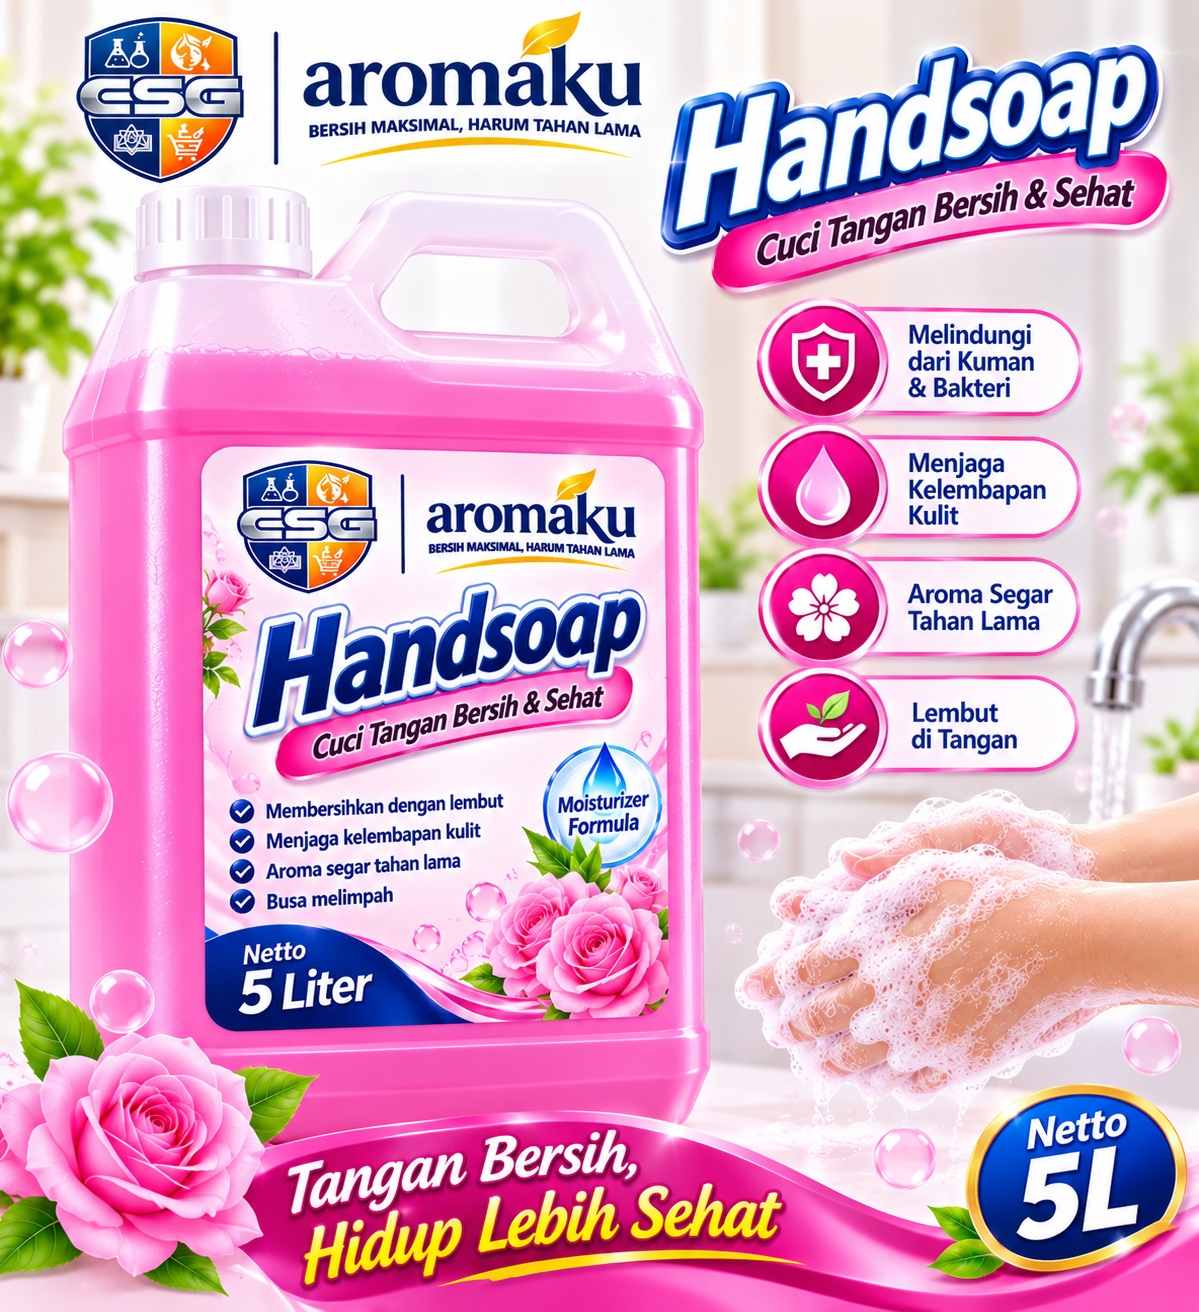 CSG
aromaku
BERSIH MAKSIMAL, HARUM TAHAN LAMA
Handsoap
Cuci Tangan Bersih & Sehat
Melindungi
dari Kuman
& Bakteri
Menjaga
Kelembapan
Kulit
Aroma Segar
Tahan Lama
Lembut
di Tangan
CSG
aromaku
BERSIH MAKSIMAL, HARUM TAHAN LAMA
Handsoap
Cuci Tangan Bersih & Sehat
Membersihkan dengan lembut
Menjaga kelembapan kulit
Aroma segar tahan lama
Busa melimpah
Moisturizer
Formula
Netto
5 Liter
Tangan Bersih,
Hidup Lebih Sehat
Netto
5L